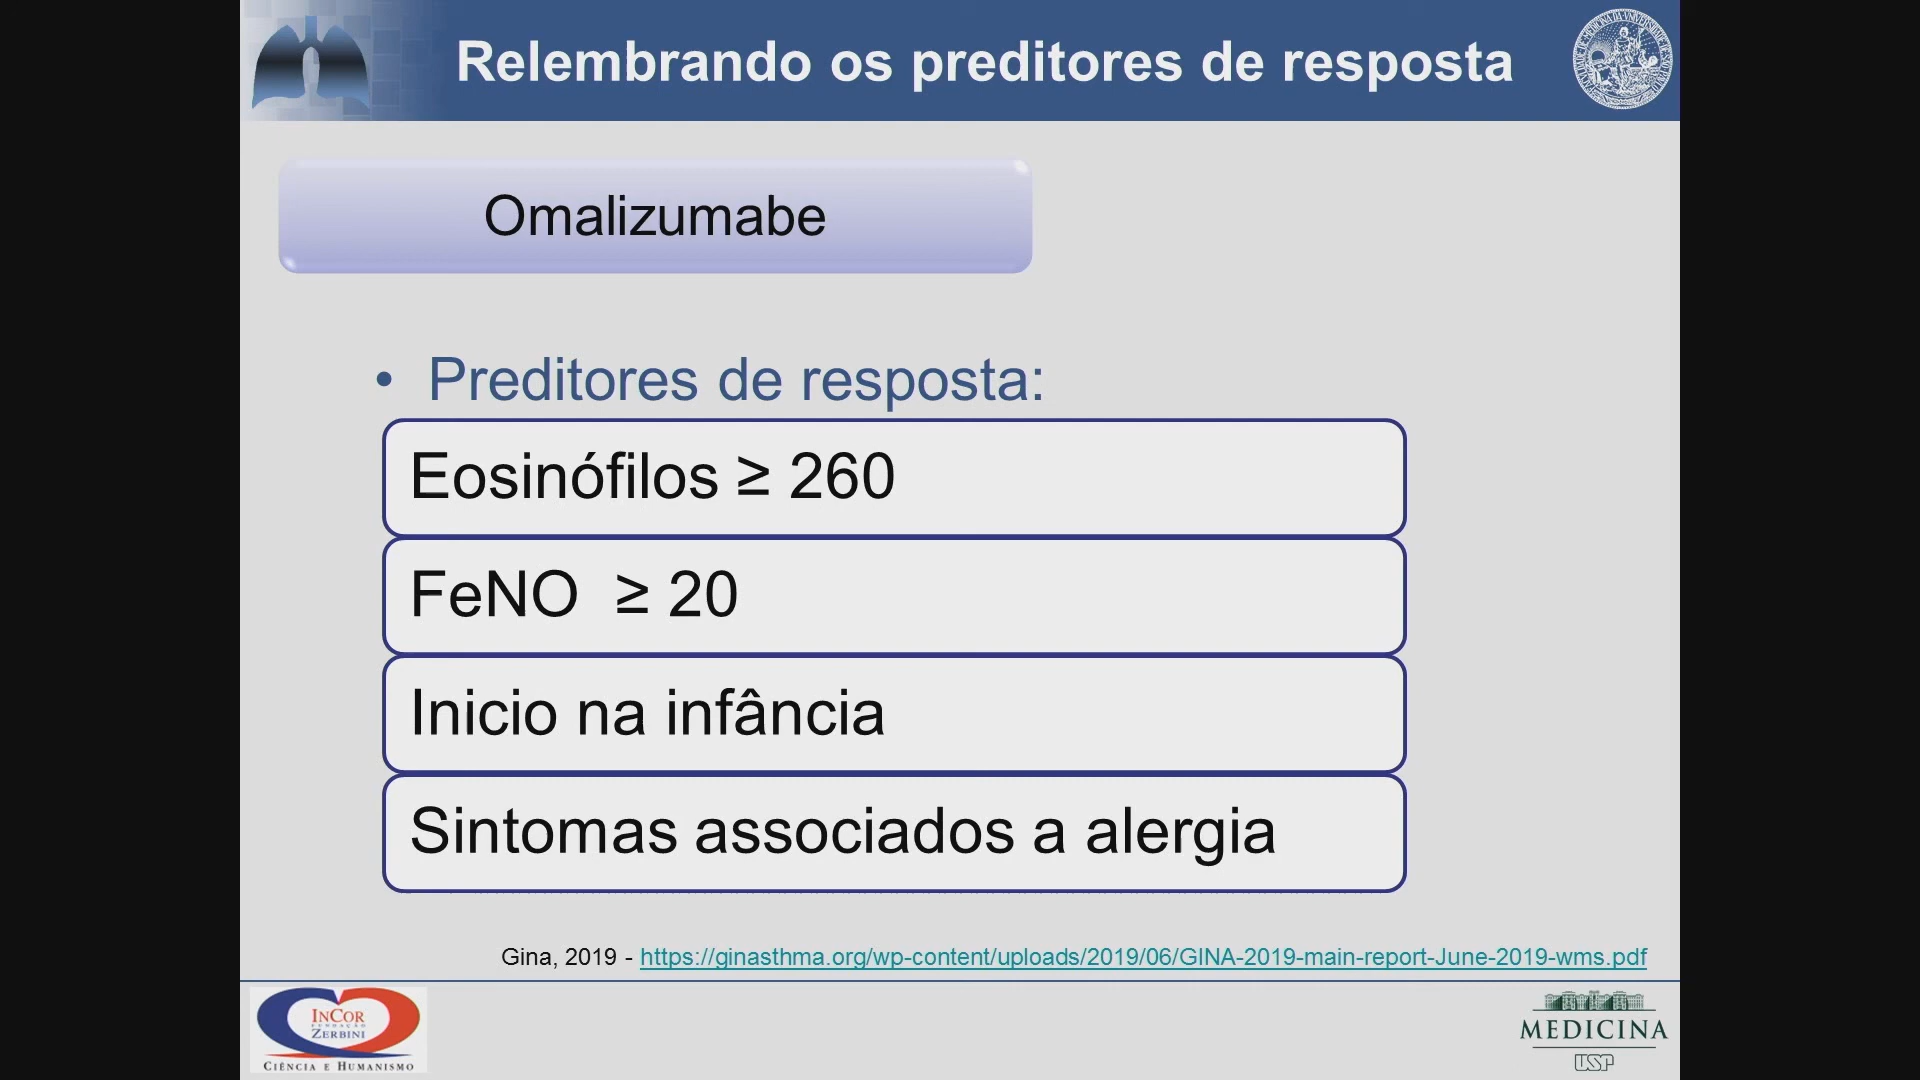 Relembrando os preditores de resposta
Omalizumabe
• Preditores de resposta:
Eosinófilos ≥ 260
FeNO ≥ 20
Inicio na infância
Sintomas associados a alergia
Gina, 2019 - https://ginasthma.org/wp-content/uploads/2019/06/GINA-2019-main-report-June-2019-wms.pdf
INCOR
FUNDAÇÃO
ZERBINI
CIÊNCIA E HUMANISMO
MEDICINA
USP